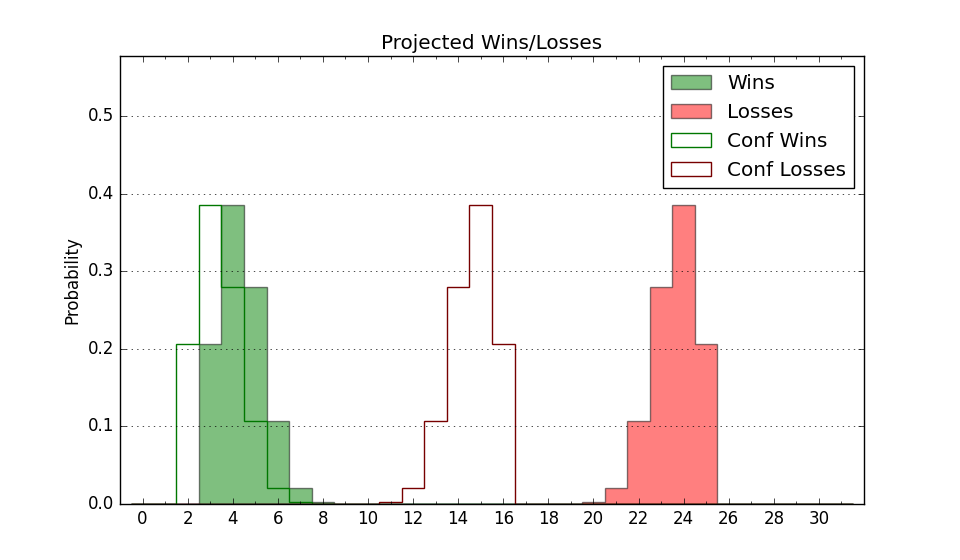 Projected Wins/Losses
Wins
Losses
Conf Wins
Conf Losses
Probability
0.5
0.4
0.3
0.2
0.1
0.0
0 2 4 6 8 10 12 14 16 18 20 22 24 26 28 30